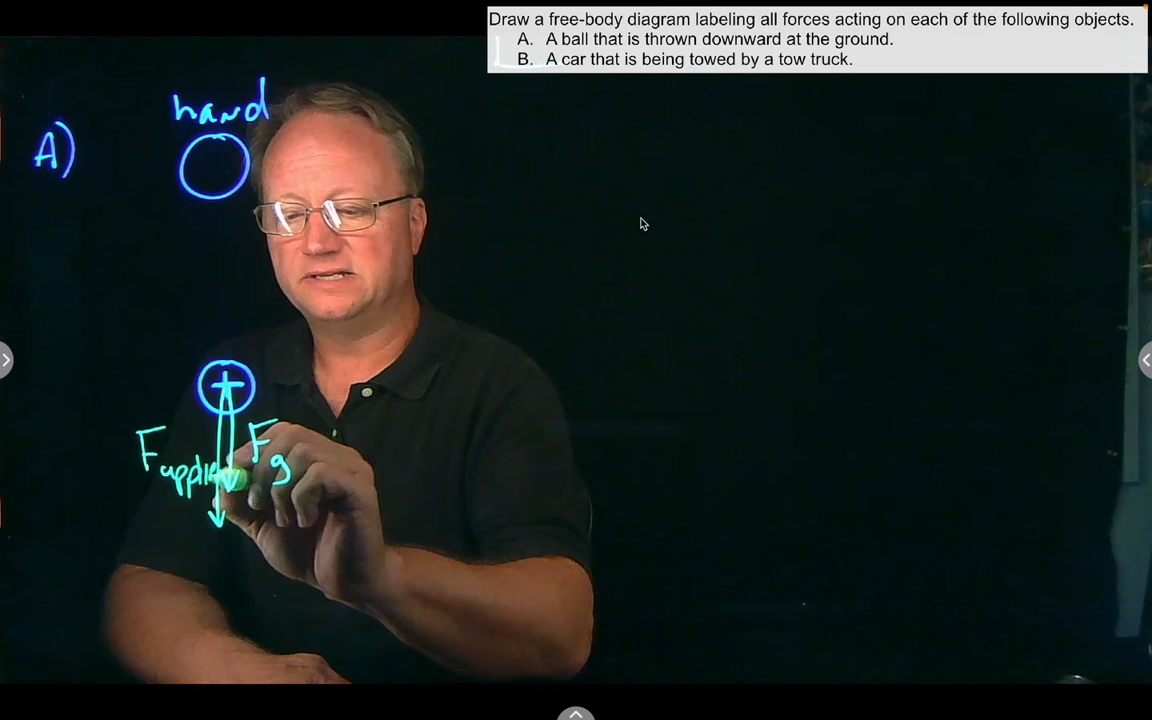 Draw a free-body diagram labeling all forces acting on each of the following objects.
A. A ball that is thrown downward at the ground.
B. A car that is being towed by a tow truck.
hand
A)
F applie
F g